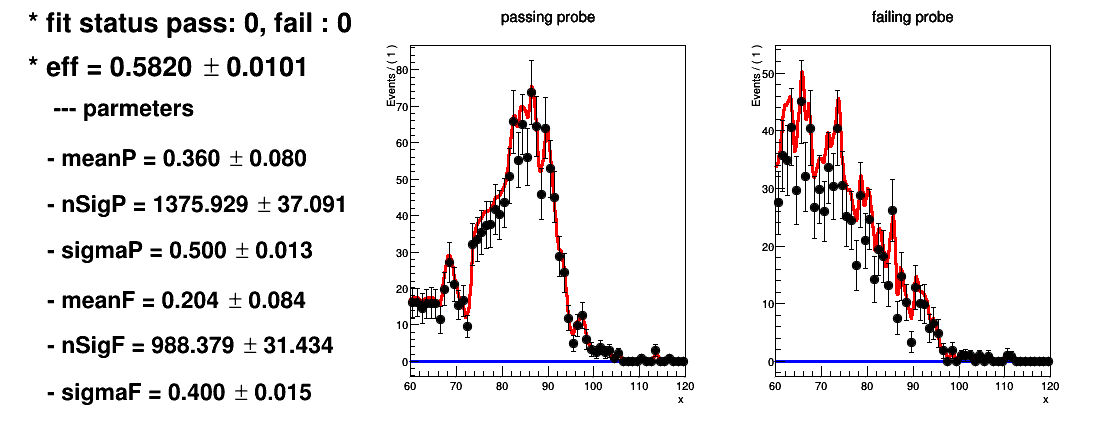 * fit status pass: 0, fail : 0
* eff = 0.5820 ± 0.0101
--- parmeters
- meanP = 0.360 ± 0.080
- nSigP = 1375.929 ± 37.091
- sigmaP = 0.500 ± 0.013
- meanF = 0.204 ± 0.084
- nSigF = 988.379 ± 31.434
- sigmaF = 0.400 ± 0.015
passing probe
Events / ( 1 )
80
70
60
50
40
30
20
10
0
60 70 80 90 100 110 120
x
failing probe
Events / ( 1 )
50
40
30
20
10
0
60 70 80 90 100 110 120
x